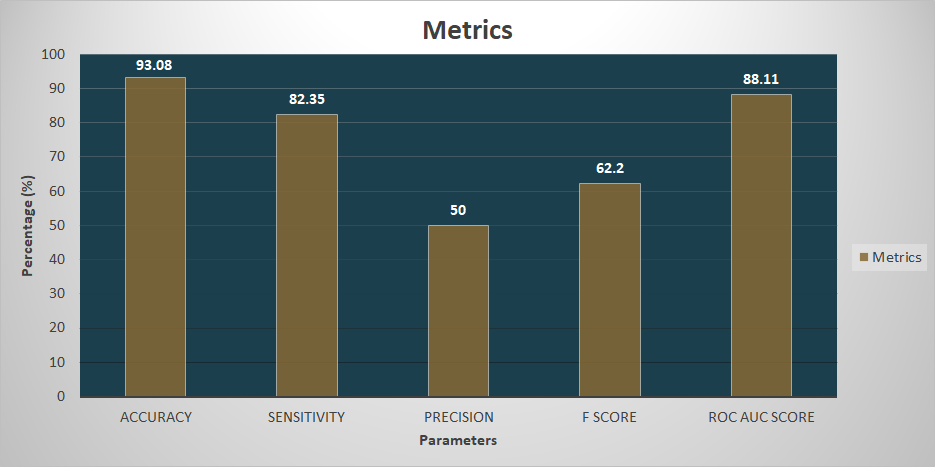 Metrics
100
90
80
70
60
50
40
30
20
10
0
Percentage (%)
93.08
82.35
50
62.2
88.11
ACCURACY
SENSITIVITY
PRECISION
F SCORE
ROC AUC SCORE
Parameters
Metrics